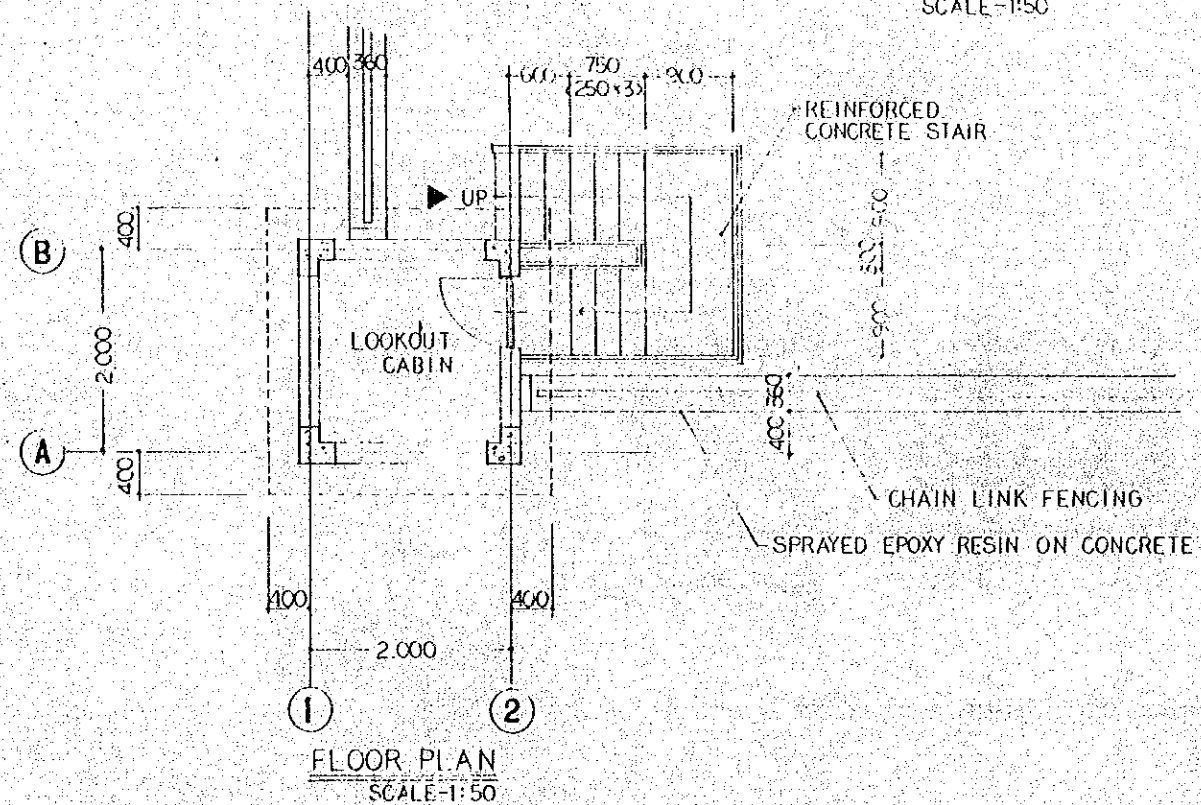 SCALE-1:50
400 360
600 750 900
(250×3)
REINFORCED
CONCRETE STAIR
UP
400
B
2.000
LOOKOUT
CABIN
900
360
400
A
400
CHAIN LINK FENCING
SPRAYED EPOXY RESIN ON CONCRETE
400 400
2.000
1 2
FLOOR PLAN
SCALE-1:50